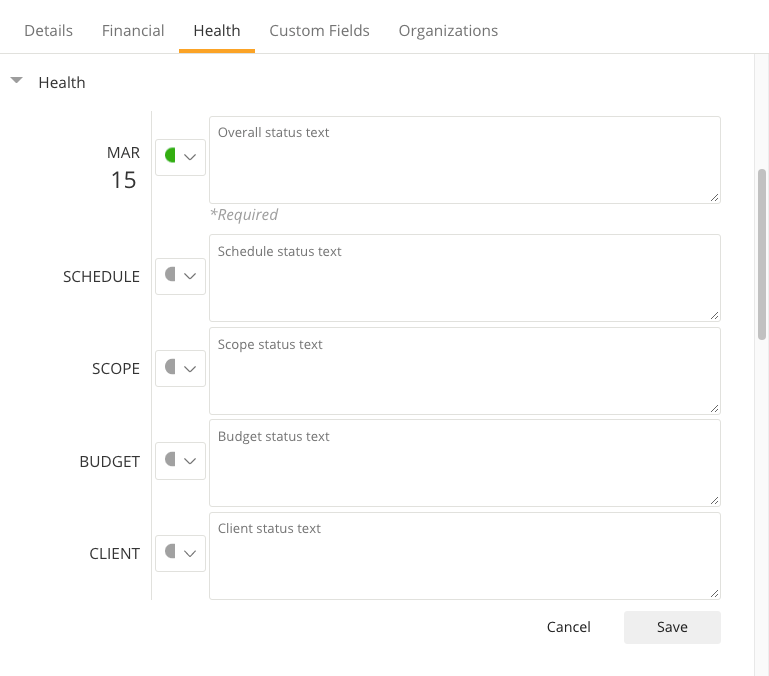 Details Financial Health Custom Fields Organizations
Health
MAR
15
Overall status text
*Required
SCHEDULE
Schedule status text
SCOPE
Scope status text
BUDGET
Budget status text
CLIENT
Client status text
Cancel Save